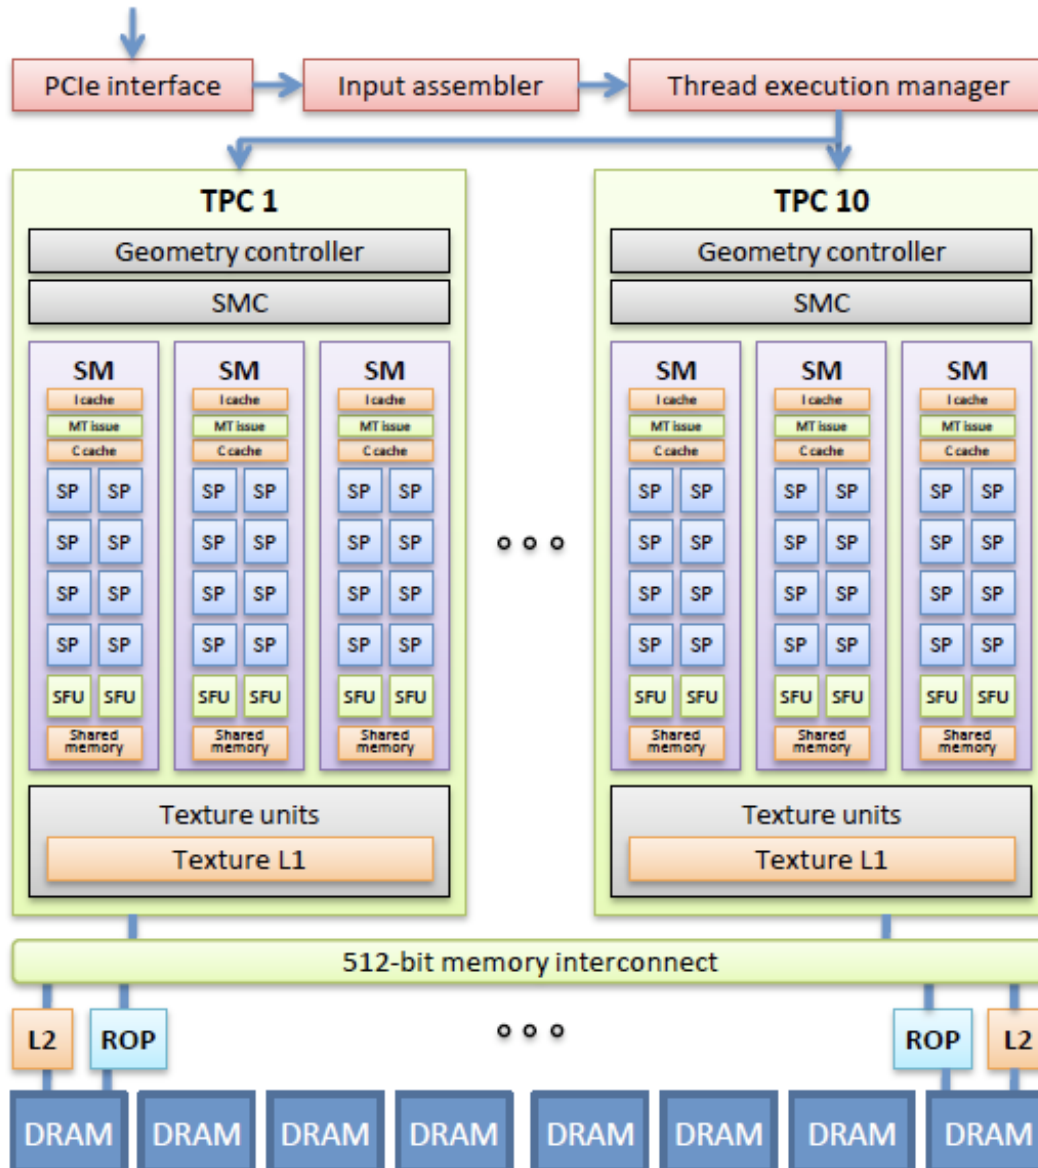 PCIe interface Input assembler Thread execution manager
TPC 1 TPC 10
Geometry controller Geometry controller
SMC SMC
SM SM SM SM SM SM
I cache I cache I cache I cache I cache I cache
MT issue MT issue MT issue MT issue MT issue MT issue
C cache C cache C cache C cache C cache C cache
SP SP SP SP SP SP SP SP SP SP SP SP
SP SP SP SP SP SP SP SP SP SP SP SP
SP SP SP SP SP SP SP SP SP SP SP SP
SP SP SP SP SP SP SP SP SP SP SP SP
SFU SFU SFU SFU SFU SFU SFU SFU SFU SFU SFU SFU
Shared Shared Shared Shared Shared Shared
memory memory memory memory memory memory
Texture units Texture units
Texture L1 Texture L1
512-bit memory interconnect
L2 ROP ROP L2
DRAM DRAM DRAM DRAM DRAM DRAM DRAM DRAM